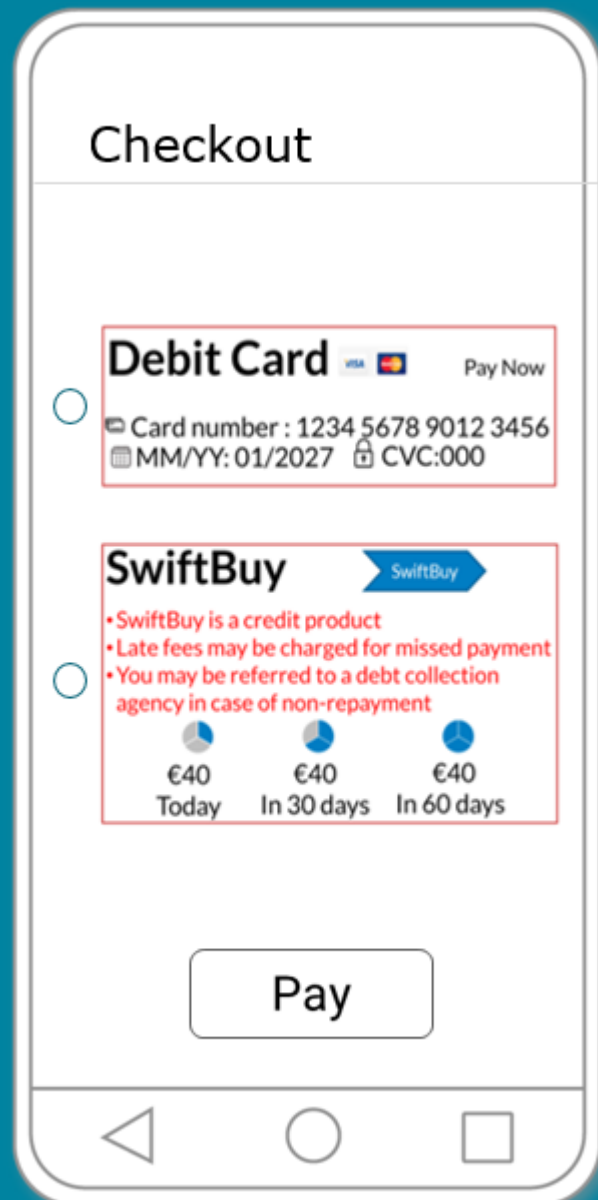 Checkout
Debit Card VISA Pay Now
Card number : 1234 5678 9012 3456
MM/YY: 01/2027 CVC:000
SwiftBuy SwiftBuy
•SwiftBuy is a credit product
•Late fees may be charged for missed payment
•You may be referred to a debt collection
agency in case of non-repayment
€40 €40 €40
Today In 30 days In 60 days
Pay